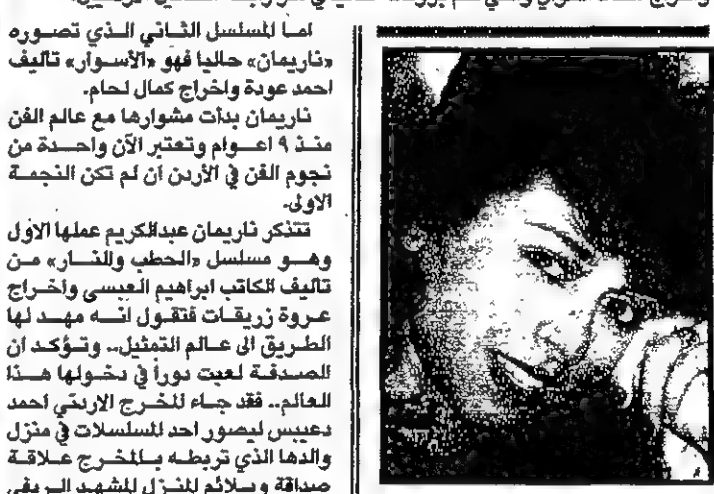 اما المسلسل الثاني الذي تصوره
«ناريمان» حاليا فهو «الأسوار» تأليف
احمد عودة واخراج كمال لحام.
ناريمان بدأت مشوارها مع عالم الفن
منذ ٩ اعوام وتعتبر الآن واحدة من
نجوم الفن في الأردن ان لم تكن النجمة
الاولى.
تتذكر ناريمان عبدالكريم عملها الاول
وهو مسلسل «الحطب والنار» من
تأليف الكاتب ابراهيم العبسي واخراج
عروة زريقات فتقول انه مهد لها
الطريق الى عالم التمثيل.. وتؤكد ان
الصدفة لعبت دوراً في دخولها هذا
العالم.. فقد جاء المخرج الاردني احمد
دعيبس ليصور احد المسلسلات في منزل
والدها الذي تربطه بالمخرج علاقة
صداقة ويلائم المنزل المشهد الريفي